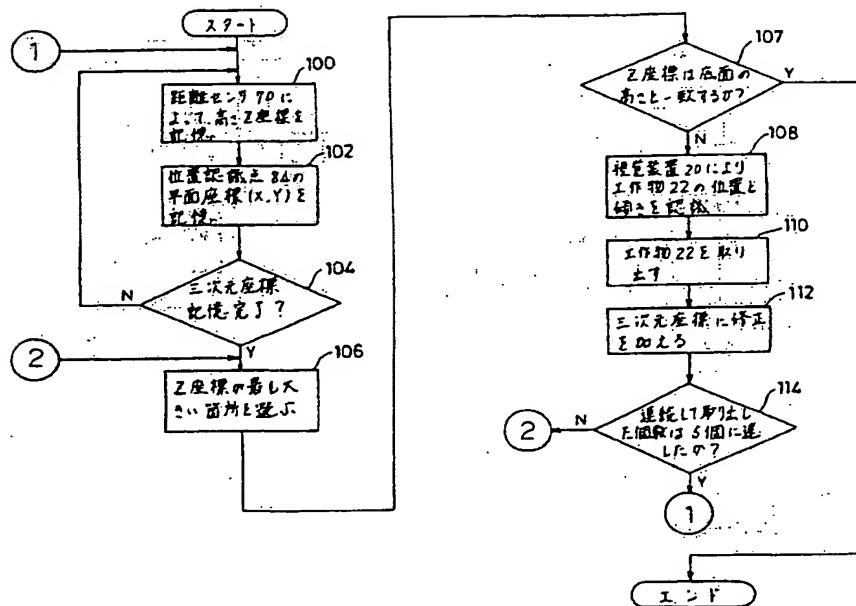 スタート
1
100
距離センサ70に
よって、高さZ座標を
記憶。
102
位置認識点84の
平面座標(X,Y)を
記憶。
104
三次元座標
記憶完了?
N
Y
2
106
Z座標の最も大
きい箇所を選ぶ
107
Z座標は底面の
高さと一致するか?
Y
N
108
視覚装置20により
工作物22の位置と
傾きを認識
110
工作物22を取り
出す
112
三次元座標に修正
を加える
114
連続して取り出し
た個数は5個に達
したの?
N
2
Y
1
エンド